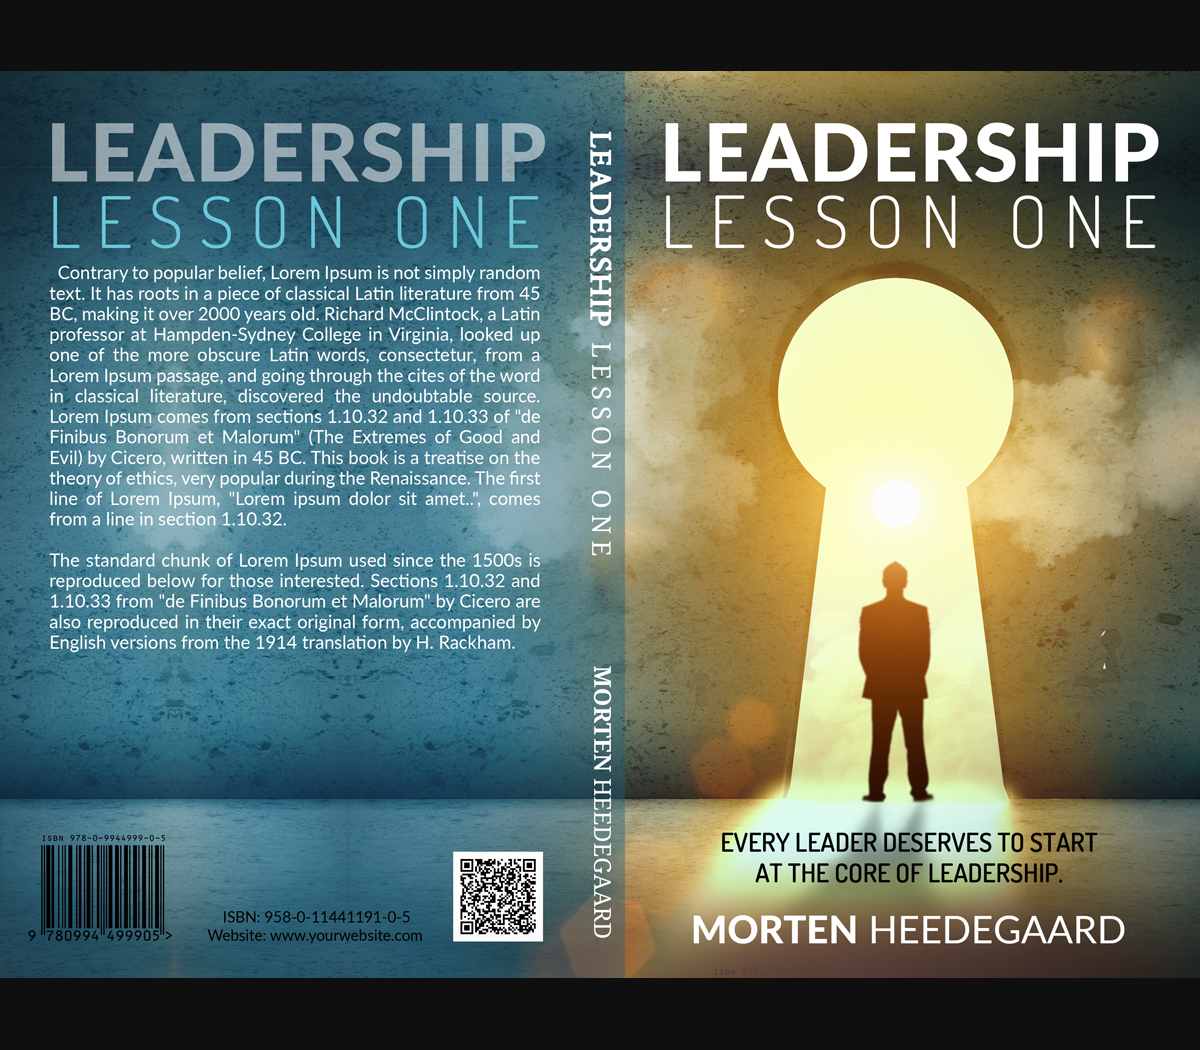 LEADERSHIP
LESSON ONE
Contrary to popular belief, Lorem Ipsum is not simply random
text. It has roots in a piece of classical Latin literature from 45
BC, making it over 2000 years old. Richard McClintock, a Latin
professor at Hampden-Sydney College in Virginia, looked up
one of the more obscure Latin words, consectetur, from a
Lorem Ipsum passage, and going through the cites of the word
in classical literature, discovered the undoubtable source.
Lorem Ipsum comes from sections 1.10.32 and 1.10.33 of "de
Finibus Bonorum et Malorum" (The Extremes of Good and
Evil) by Cicero, written in 45 BC. This book is a treatise on the
theory of ethics, very popular during the Renaissance. The first
line of Lorem Ipsum, "Lorem ipsum dolor sit amet..", comes
from a line in section 1.10.32.
The standard chunk of Lorem Ipsum used since the 1500s is
reproduced below for those interested. Sections 1.10.32 and
1.10.33 from "de Finibus Bonorum et Malorum" by Cicero are
also reproduced in their exact original form, accompanied by
English versions from the 1914 translation by H. Rackham.
ISBN 978-0-9944999-0-5
9 780994 499905 >
ISBN: 958-0-11441191-0-5
Website: www.yourwebsite.com
LEADERSHIP LESSON ONE
MORTEN HEEDEGAARD
LEADERSHIP
LESSON ONE
EVERY LEADER DESERVES TO START
AT THE CORE OF LEADERSHIP.
MORTEN HEEDEGAARD